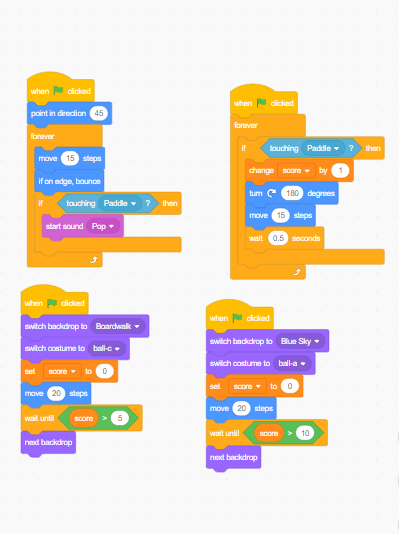 when clicked
point in direction 45
forever
move 15 steps
if on edge, bounce
if touching Paddle ? then
start sound Pop
when clicked
forever
if touching Paddle ? then
change score by 1
turn 180 degrees
move 15 steps
wait 0.5 seconds
when clicked
switch backdrop to Boardwalk
switch costume to ball-c
set score to 0
move 20 steps
wait until score > 5
next backdrop
when clicked
switch backdrop to Blue Sky
switch costume to ball-a
set score to 0
move 20 steps
wait until score > 10
next backdrop